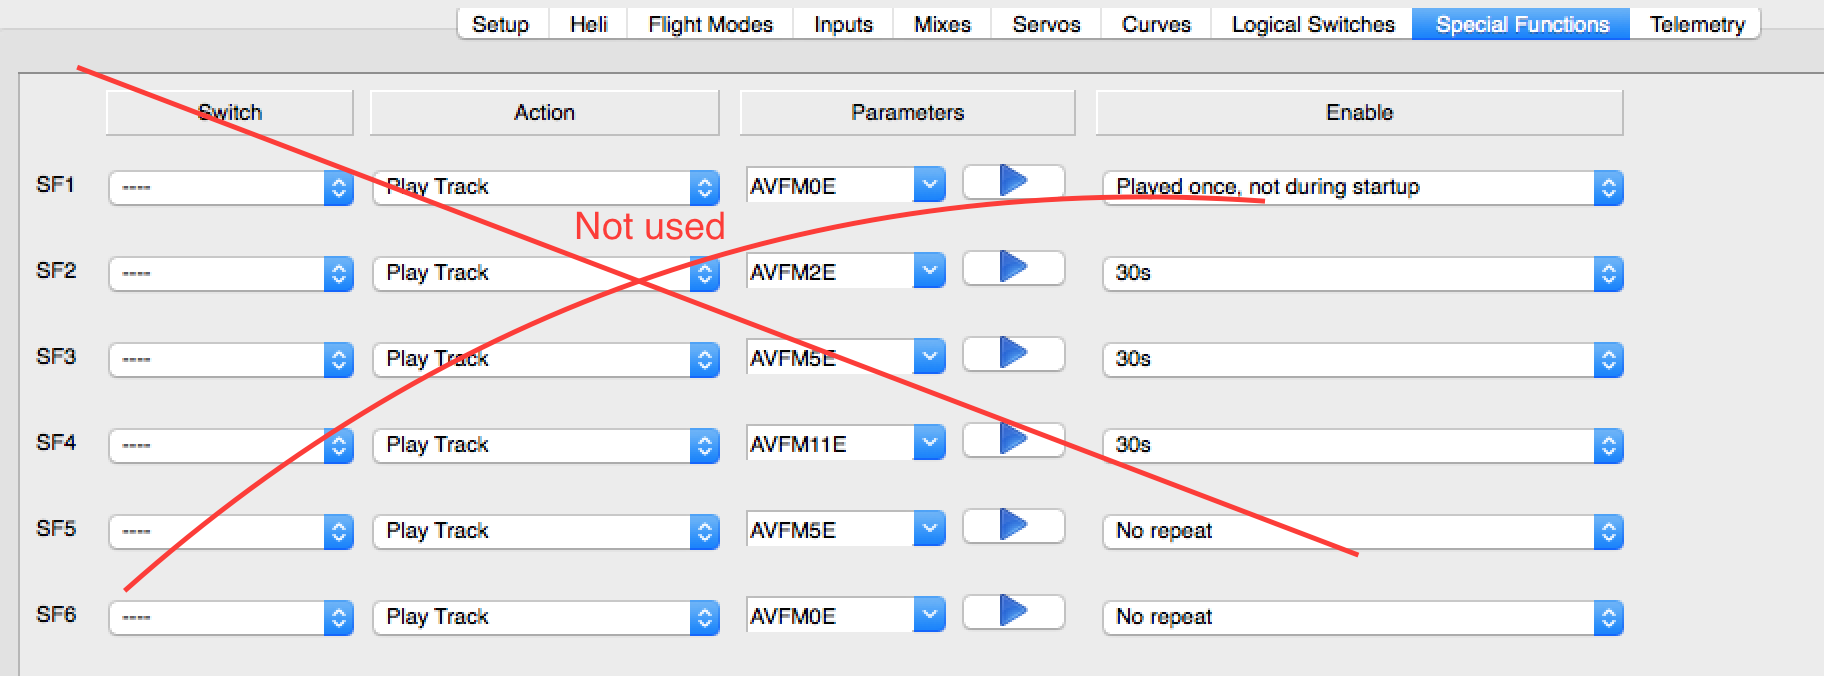 Setup Heli Flight Modes Inputs Mixes Servos Curves Logical Switches Special Functions Telemetry
Switch Action Parameters Enable
SF1 ---- Play Track AVFM0E Played once, not during startup
Not used
SF2 ---- Play Track AVFM2E 30s
SF3 ---- Play Track AVFM5E 30s
SF4 ---- Play Track AVFM11E 30s
SF5 ---- Play Track AVFM5E No repeat
SF6 ---- Play Track AVFM0E No repeat